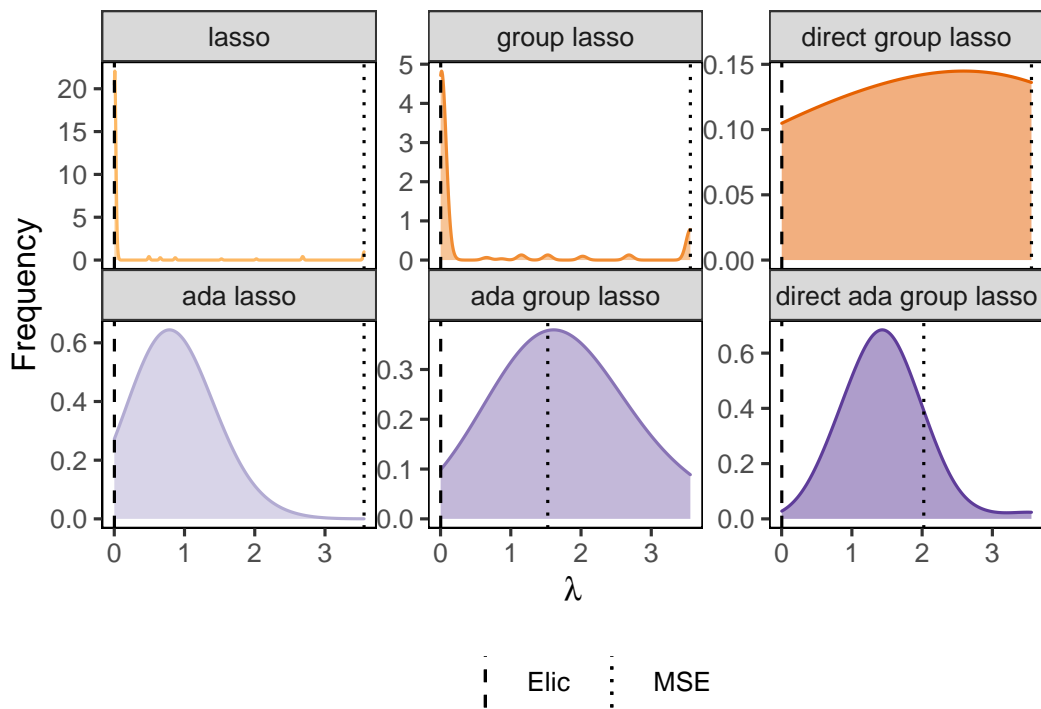 lasso
group lasso
direct group lasso
20
15
10
5
0
5
4
3
2
1
0
0.15
0.10
0.05
0.00
Frequency
ada lasso
ada group lasso
direct ada group lasso
0.6
0.4
0.2
0.0
0.3
0.2
0.1
0.0
0.6
0.4
0.2
0.0
0 1 2 3
0 1 2 3
0 1 2 3
λ
Elic
MSE